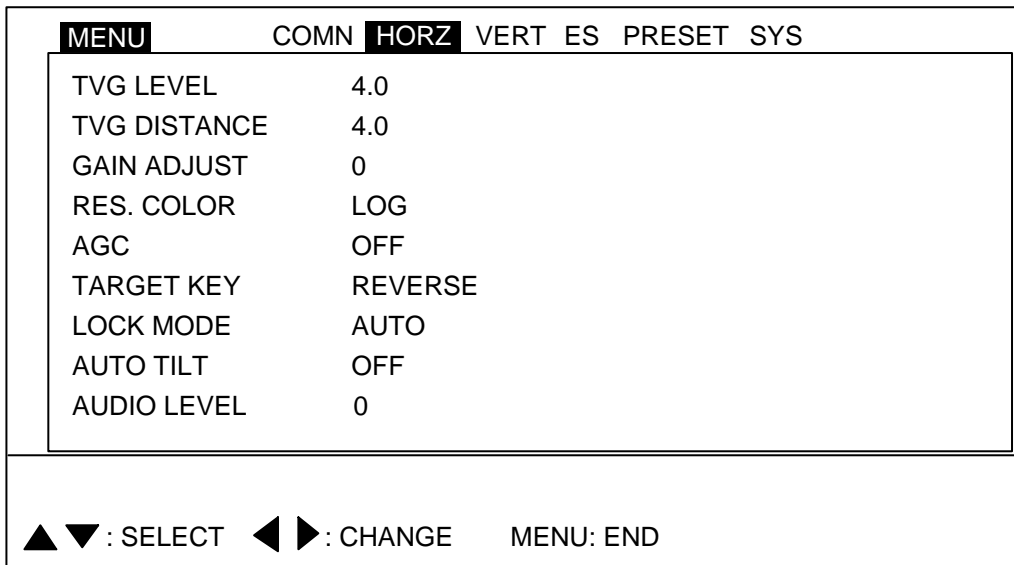 MENU COMN HORZ VERT ES PRESET SYS
TVG LEVEL 4.0
TVG DISTANCE 4.0
GAIN ADJUST 0
RES. COLOR LOG
AGC OFF
TARGET KEY REVERSE
LOCK MODE AUTO
AUTO TILT OFF
AUDIO LEVEL 0
▲ ▼ : SELECT ◀ ▶ : CHANGE MENU: END